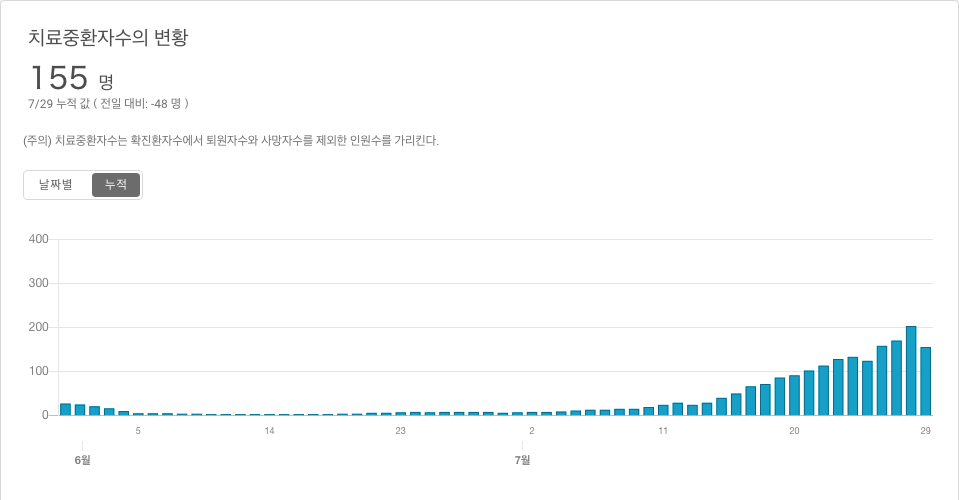 치료중환자수의 변황
155 명
7/29 누적 값 ( 전일 대비: -48 명 )
(주의) 치료중환자수는 확진환자수에서 퇴원자수와 사망자수를 제외한 인원수를 가리킨다.
날짜별 누적
400
300
200
100
0
5 14 23 2 11 20 29
6월 7월